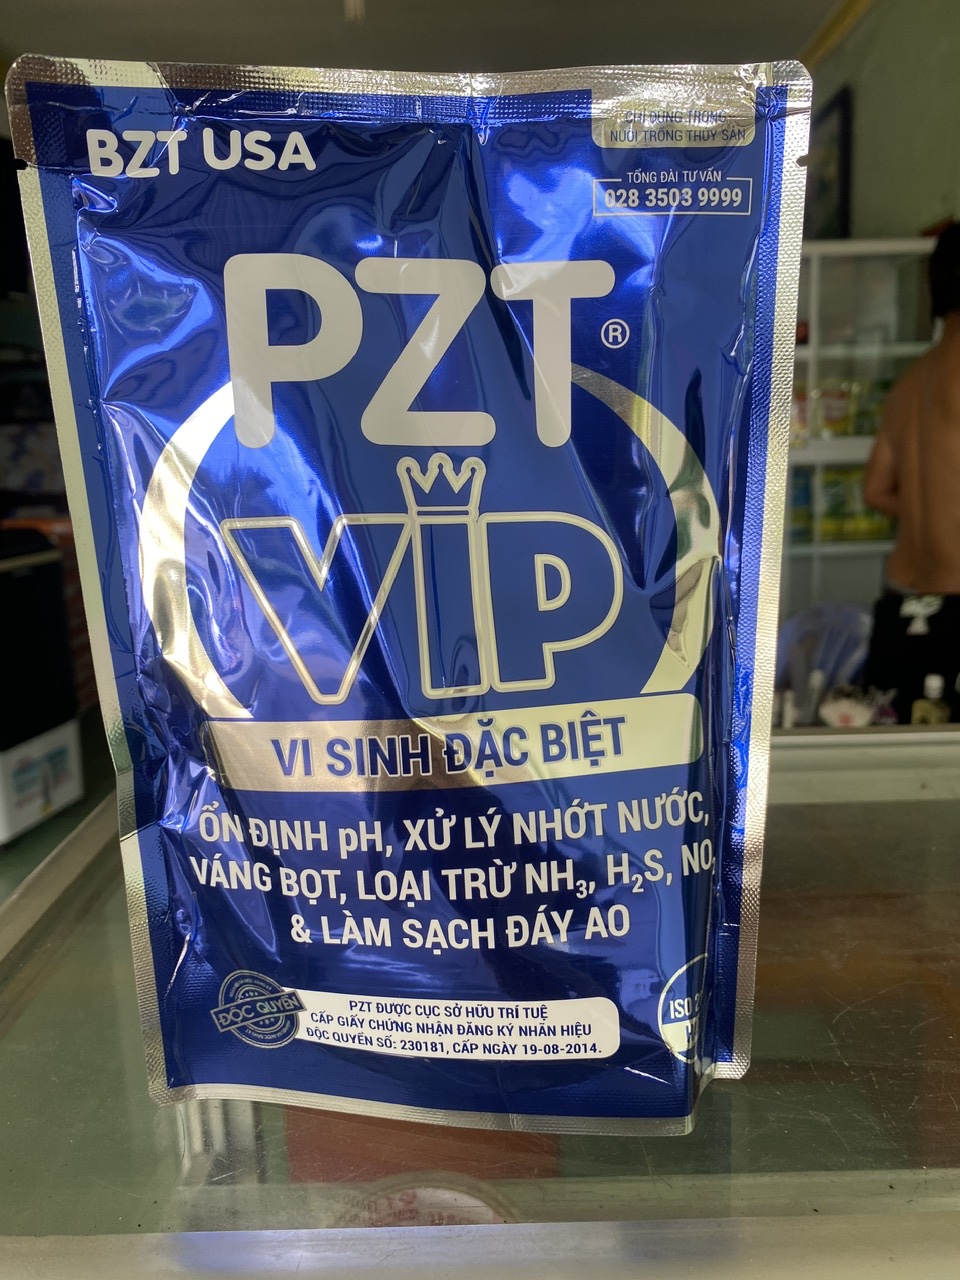 BZT USA
CHỈ DÙNG TRONG
NUÔI TRỒNG THỦY SẢN
TỔNG ĐÀI TƯ VẤN
028 3503 9999
PZT®
VIP
VI SINH ĐẶC BIỆT
ỔN ĐỊNH pH, XỬ LÝ NHỚT NƯỚC,
VÁNG BỌT, LOẠI TRỪ NH₃, H₂S, NO
& LÀM SẠCH ĐÁY AO
ĐỘC QUYỀN
PZT ĐƯỢC CỤC SỞ HỮU TRÍ TUỆ
CẤP GIẤY CHỨNG NHẬN ĐĂNG KÝ NHÃN HIỆU
ĐỘC QUYỀN SỐ: 230181, CẤP NGÀY 19-08-2014.
ISO